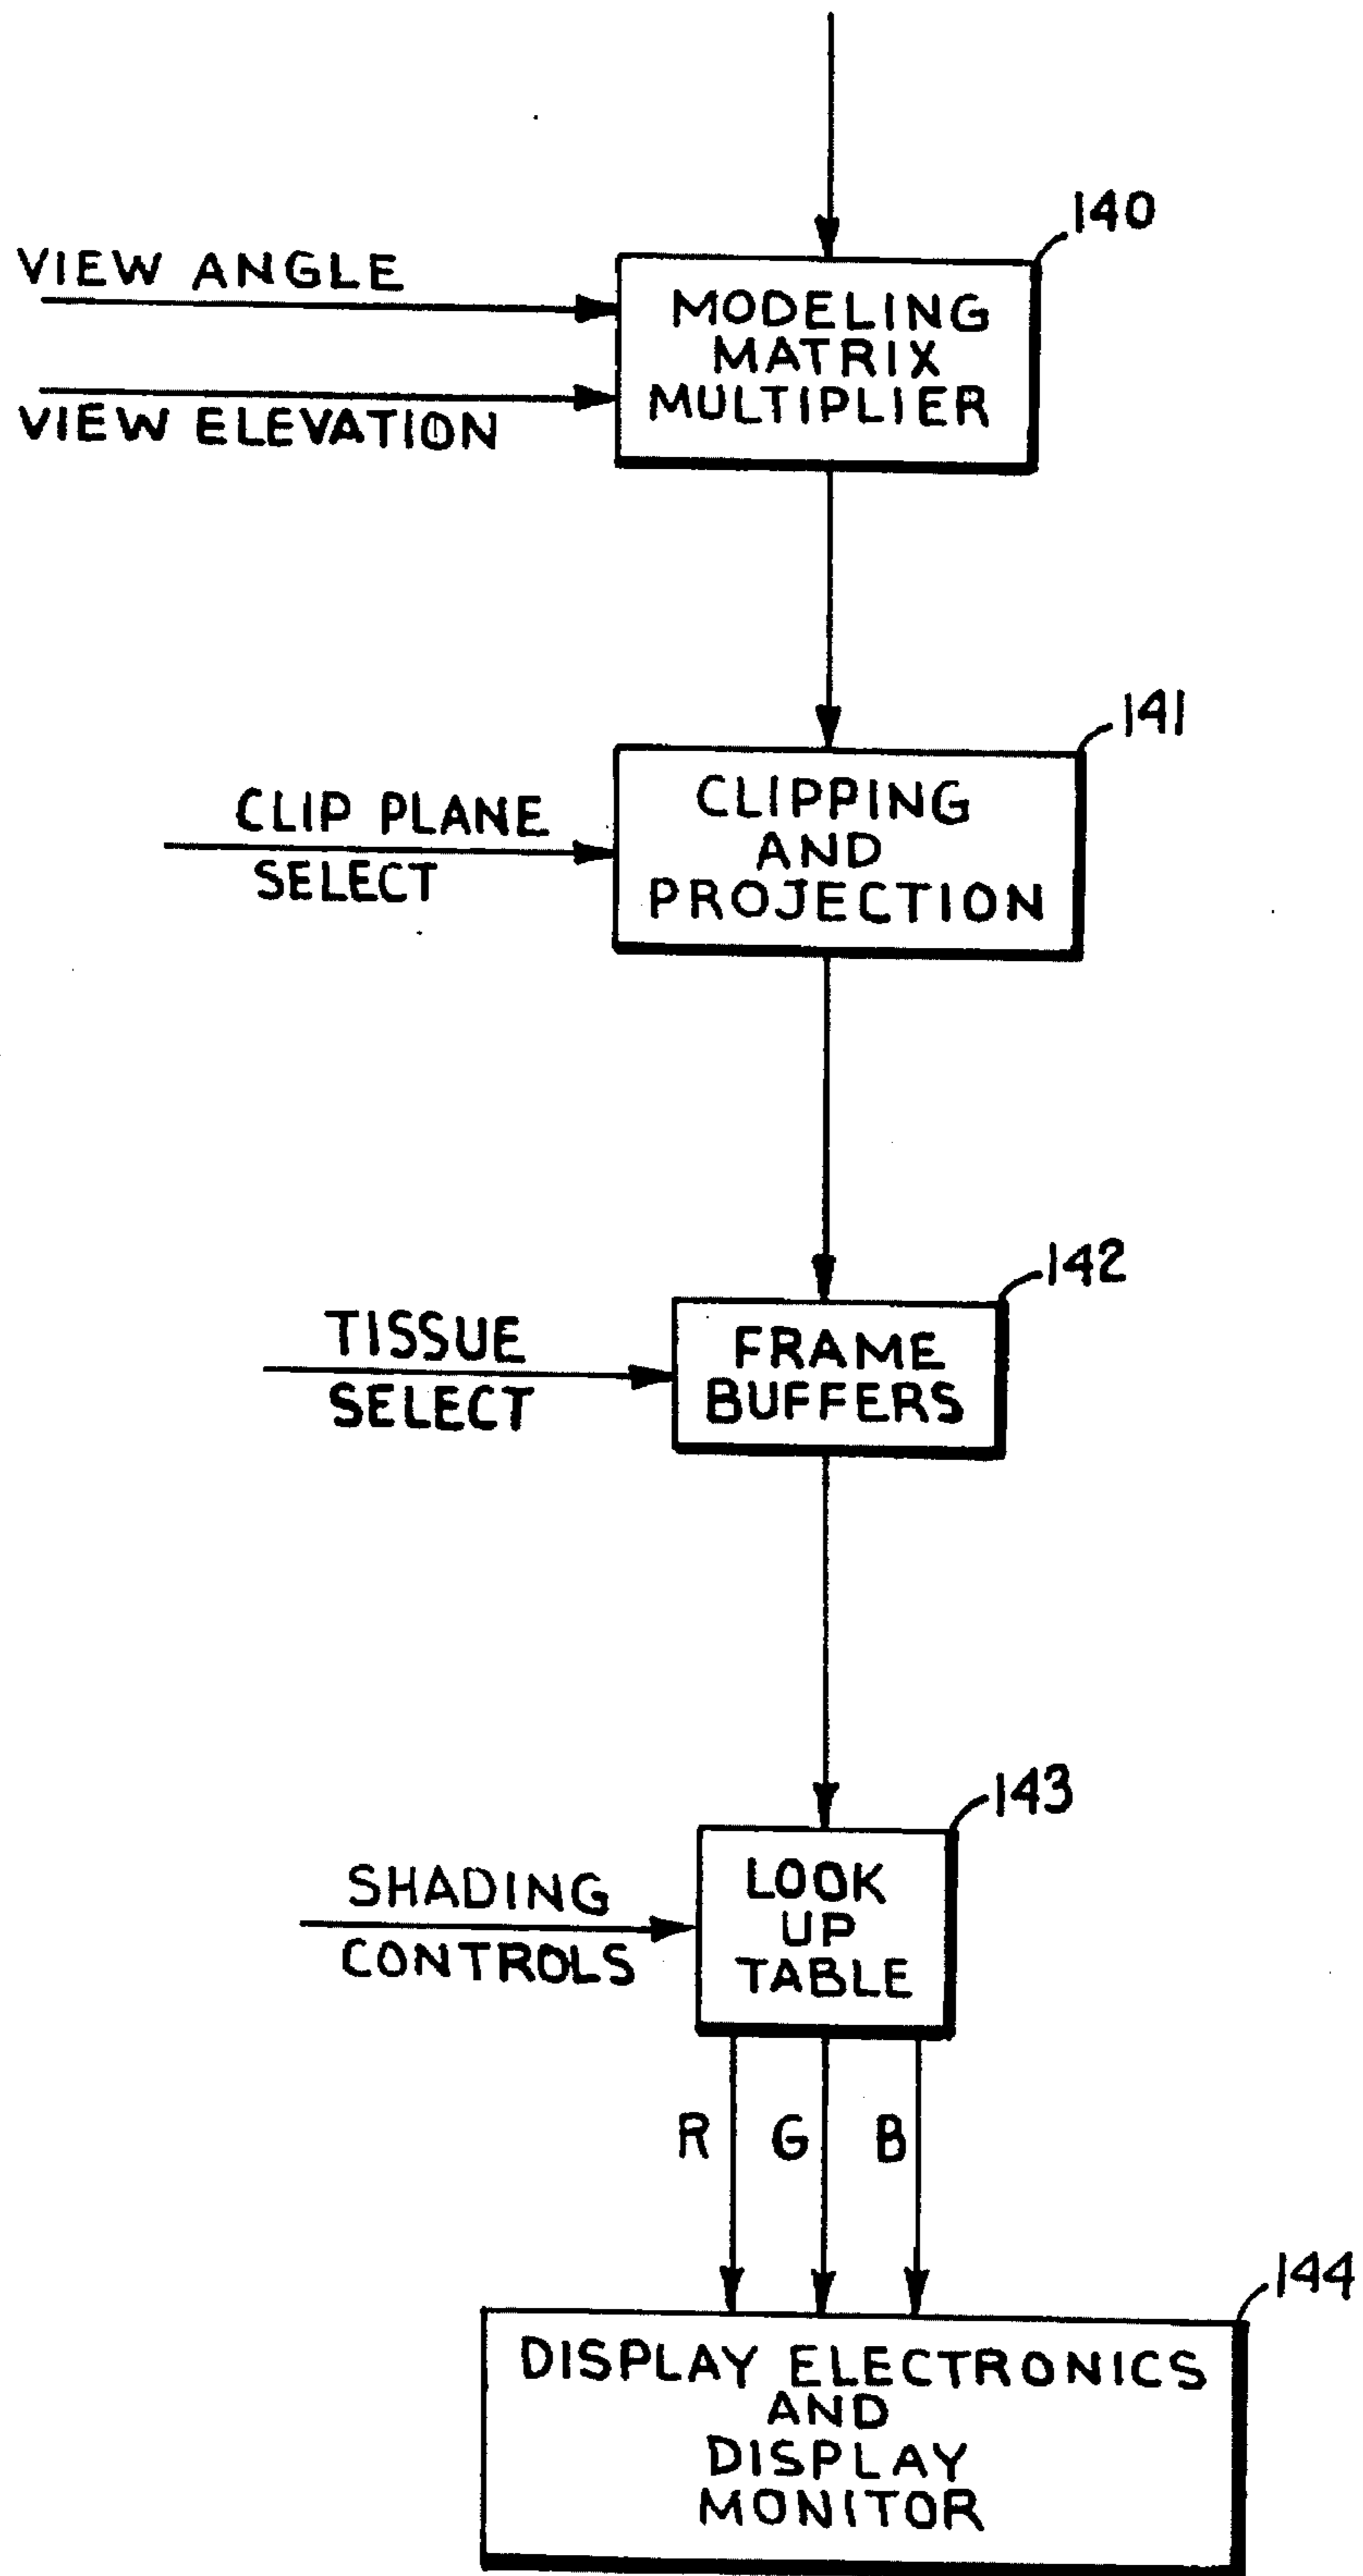 140
VIEW ANGLE
MODELING
MATRIX
MULTIPLIER
VIEW ELEVATION
141
CLIP PLANE
SELECT
CLIPPING
AND
PROJECTION
142
TISSUE
SELECT
FRAME
BUFFERS
143
SHADING
CONTROLS
LOOK
UP
TABLE
R G B
144
DISPLAY ELECTRONICS
AND
DISPLAY
MONITOR